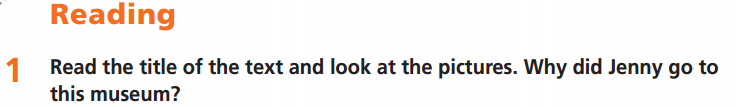 Reading
1 Read the title of the text and look at the pictures. Why did Jenny go to
this museum?